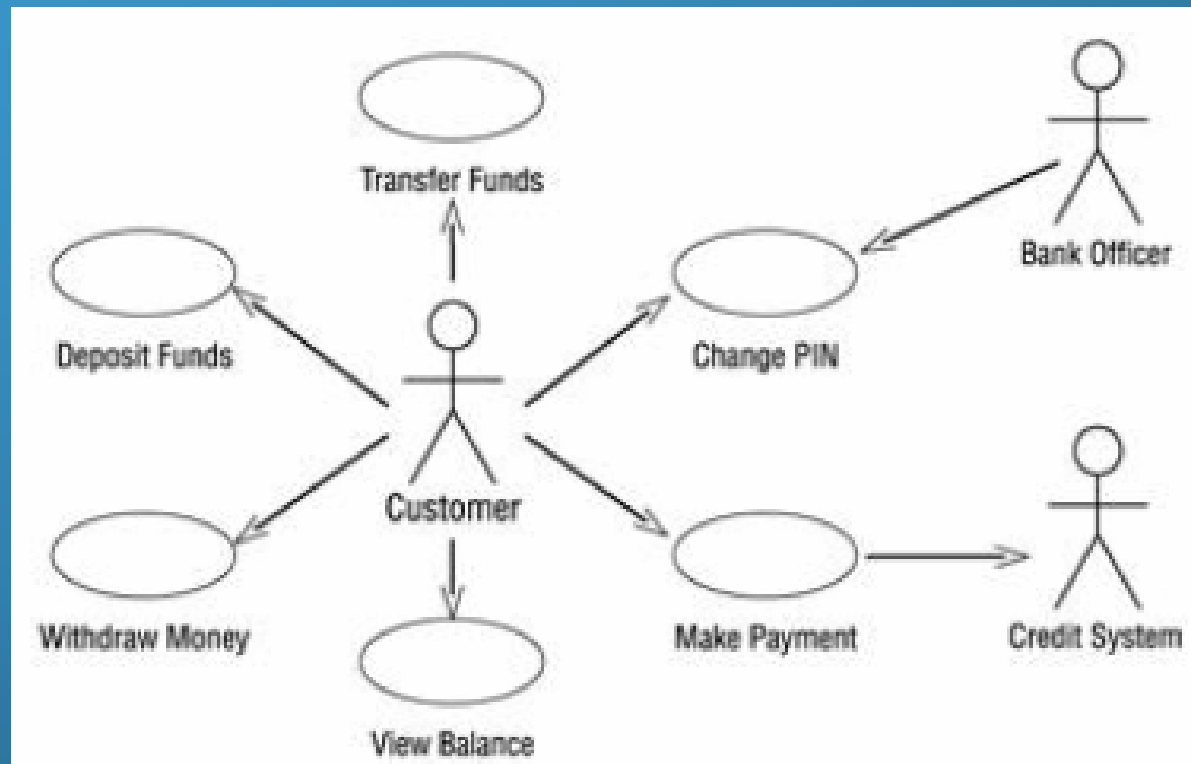 Transfer Funds
Bank Officer
Deposit Funds
Change PIN
Customer
Withdraw Money
Make Payment
Credit System
View Balance